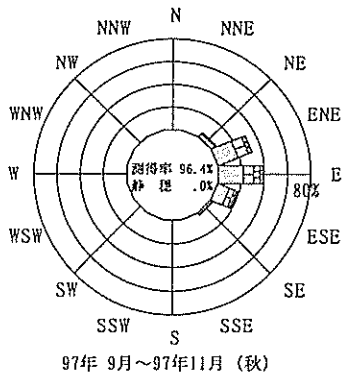 N
NNW NNE
NW NE
WNW ENE
測得率 96.4%
静 穏 .0%
W E
80%
WSW ESE
SW SE
SSW SSE
S
97年 9月～97年11月 (秋)